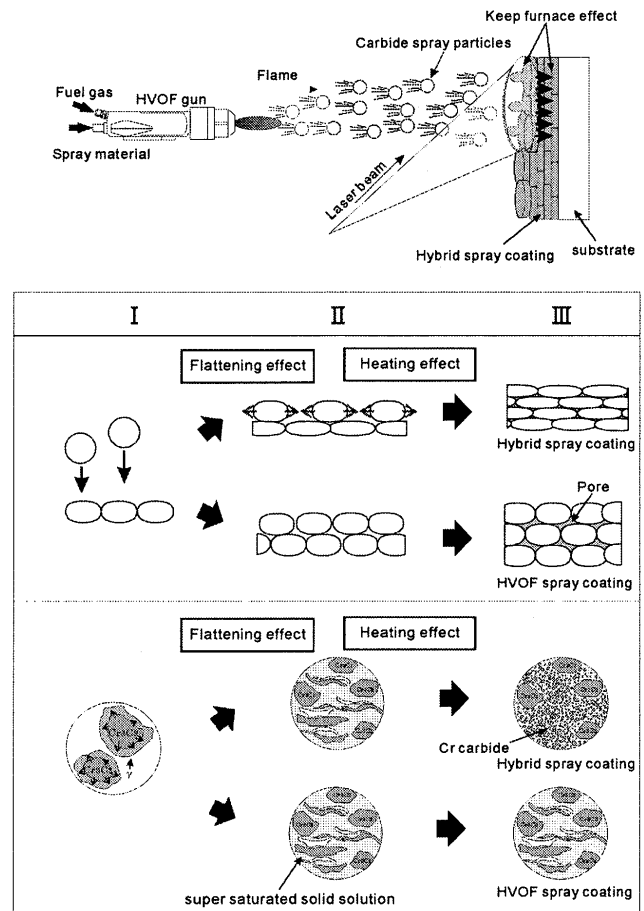 Keep furnace effect
Carbide spray particles
Flame
Fuel gas
HVOF gun
Spray material
Laser beam
Hybrid spray coating
substrate
I II III
Flattening effect Heating effect
Hybrid spray coating
Pore
HVOF spray coating
Flattening effect Heating effect
γ
Cr carbide
Hybrid spray coating
super saturated solid solution
HVOF spray coating